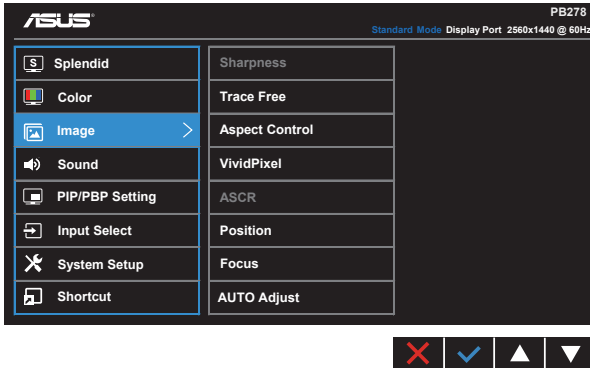 ASUS
PB278
Standard Mode Display Port 2560x1440 @ 60Hz
S Splendid
Color
Image
Sound
PIP/PBP Setting
Input Select
System Setup
Shortcut
Sharpness
Trace Free
Aspect Control
VividPixel
ASCR
Position
Focus
AUTO Adjust